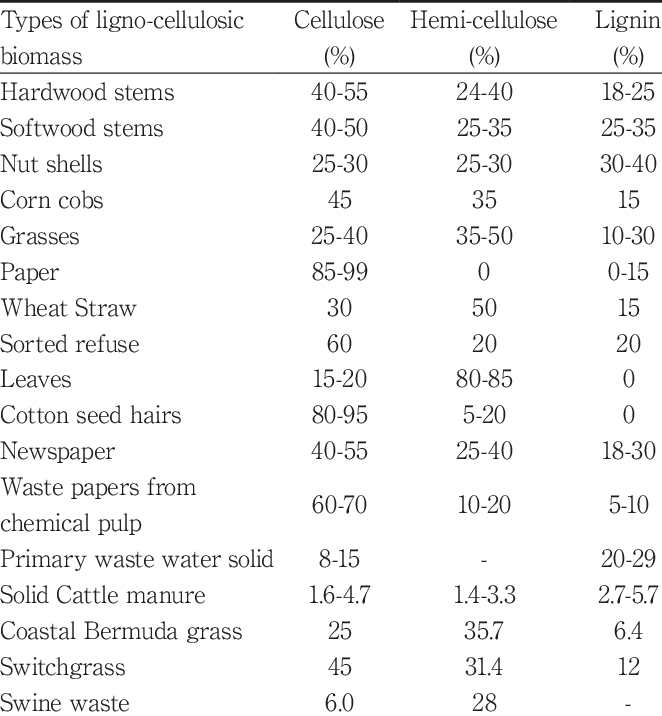 Types of ligno-cellulosic biomass Cellulose (%) Hemi-cellulose (%) Lignin (%)
Hardwood stems 40-55 24-40 18-25
Softwood stems 40-50 25-35 25-35
Nut shells 25-30 25-30 30-40
Corn cobs 45 35 15
Grasses 25-40 35-50 10-30
Paper 85-99 0 0-15
Wheat Straw 30 50 15
Sorted refuse 60 20 20
Leaves 15-20 80-85 0
Cotton seed hairs 80-95 5-20 0
Newspaper 40-55 25-40 18-30
Waste papers from chemical pulp 60-70 10-20 5-10
Primary waste water solid 8-15 - 20-29
Solid Cattle manure 1.6-4.7 1.4-3.3 2.7-5.7
Coastal Bermuda grass 25 35.7 6.4
Switchgrass 45 31.4 12
Swine waste 6.0 28 -